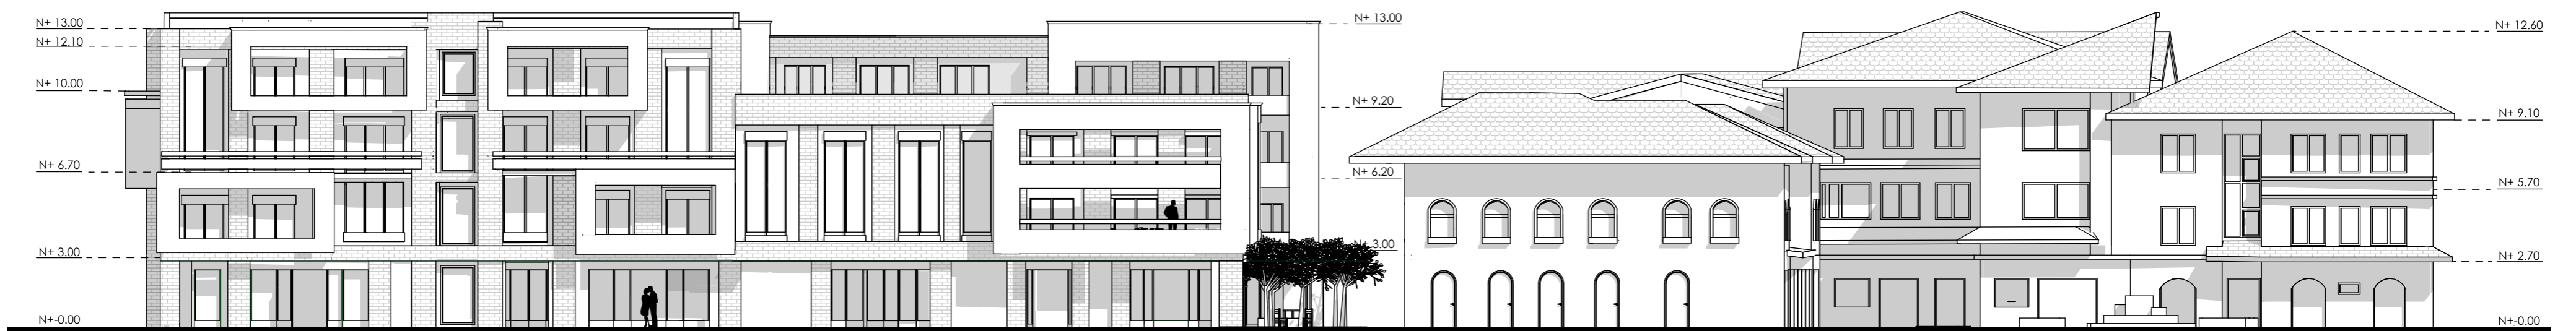 N+ 13.00
N+ 12.10
N+ 10.00
N+ 6.70
N+ 3.00
N+-0.00
N+ 13.00
N+ 9.20
N+ 6.20
N+ 3.00
N+ 12.60
N+ 9.10
N+ 5.70
N+ 2.70
N+-0.00